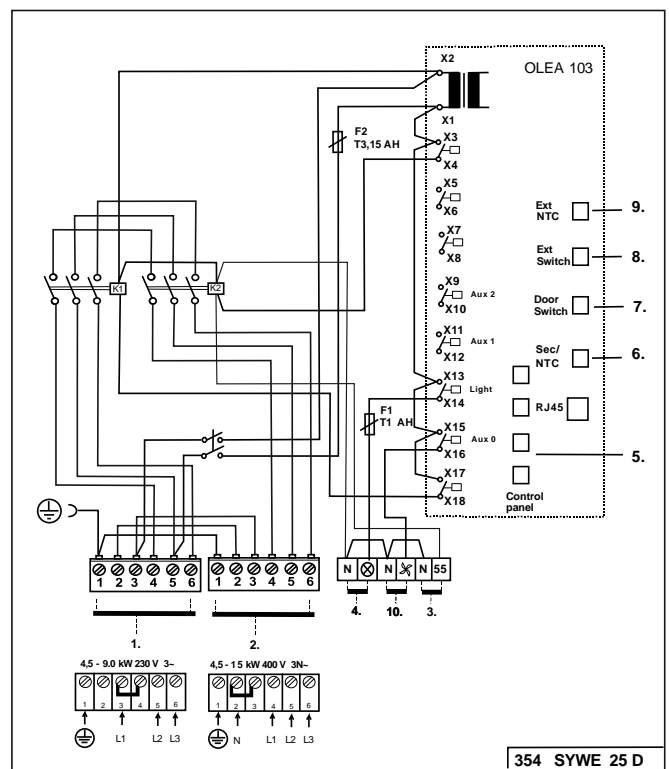 X2
OLEA 103
X1
F2
T3,15 AH
X3
X4
X5
X6
Ext
NTC
9.
X7
X8
Ext
Switch
8.
K1
K2
X9
Aux 2
X10
Door
Switch
7.
X11
Aux 1
X12
Sec/
NTC
6.
X13
Light
X14
F1
T1 AH
RJ45
X15
Aux 0
X16
5.
X17
X18
Control
panel
1 2 3 4 5 6
1 2 3 4 5 6
N N N 55
4. 10. 3.
1. 2.
4,5 - 9.0 kW 230 V 3~
1 2 3 4 5 6
L1 L2 L3
4,5 - 15 kW 400 V 3N~
1 2 3 4 5 6
N L1 L2 L3
354 SYWE 25 D